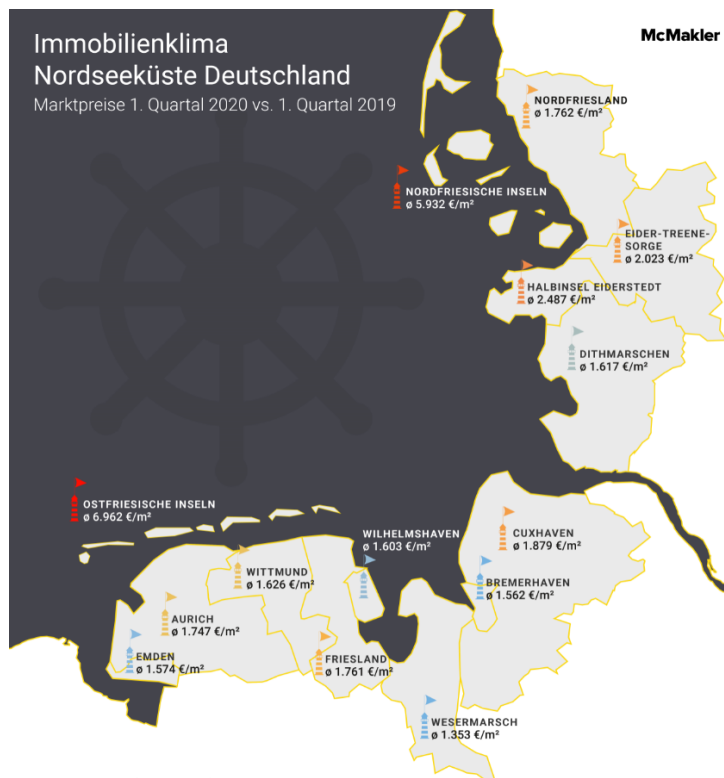 Immobilienklima
Nordseeküste Deutschland
Marktpreise 1. Quartal 2020 vs. 1. Quartal 2019
McMakler
NORDFRIESLAND
ø 1.762 €/m²
NORDFRIESISCHE INSELN
ø 5.932 €/m²
EIDER-TREENE-
SORGE
ø 2.023 €/m²
HALBINSEL EIDERSTEDT
ø 2.487 €/m²
DITHMARSCHEN
ø 1.617 €/m²
OSTFRIESISCHE INSELN
ø 6.962 €/m²
WILHELMSHAVEN
ø 1.603 €/m²
CUXHAVEN
ø 1.879 €/m²
WITTMUND
ø 1.626 €/m²
BREMERHAVEN
ø 1.562 €/m²
AURICH
ø 1.747 €/m²
EMDEN
ø 1.574 €/m²
FRIESLAND
ø 1.761 €/m²
WESERMARSCH
ø 1.353 €/m²